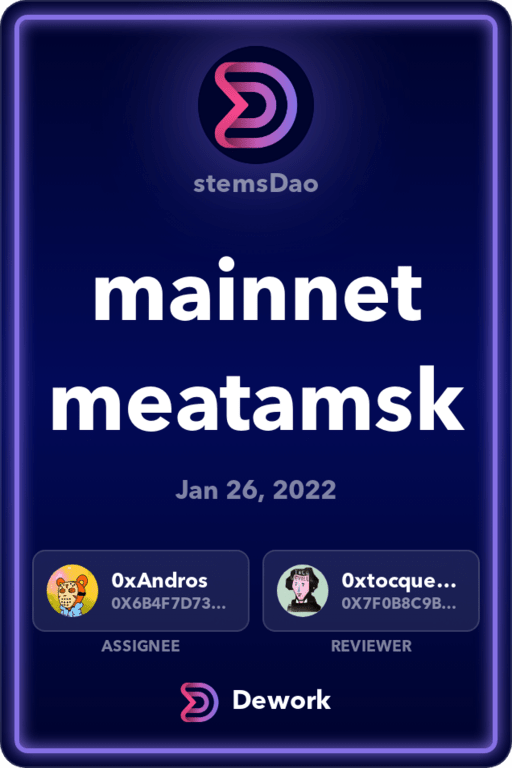 stemsDao
mainnet
meatamsk
Jan 26, 2022
0xAndros
0X6B4F7D73...
ASSIGNEE
0xtocque...
0X7F0B8C9B...
REVIEWER
Dework